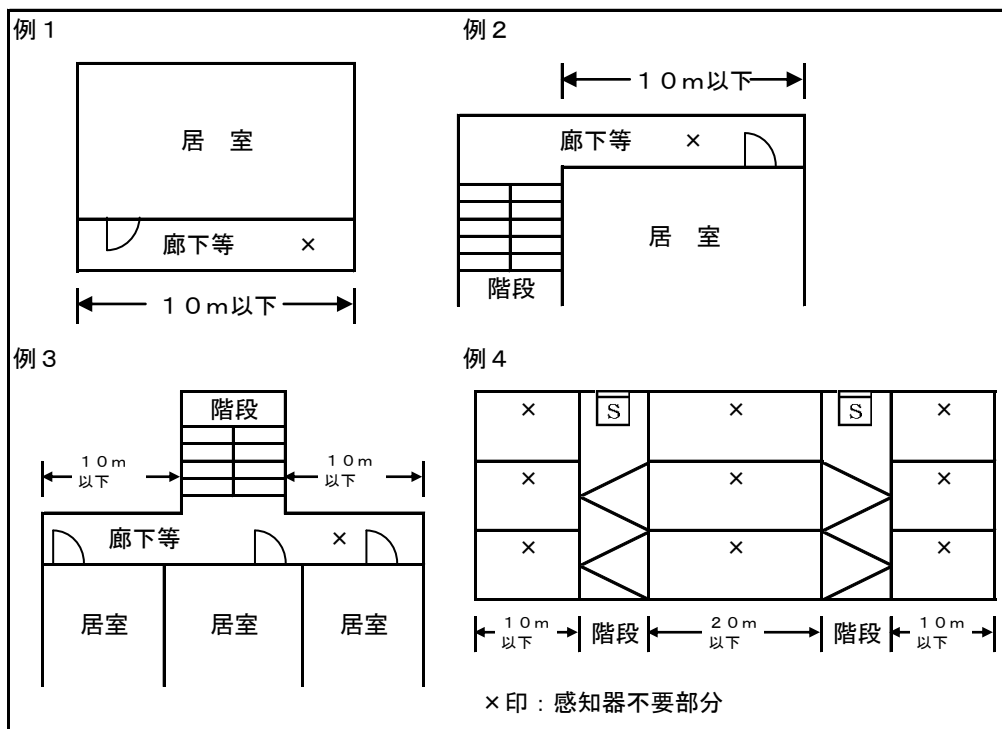 例１
居　室
廊下等
×
１０ｍ以下
例２
１０ｍ以下
廊下等
×
居　室
階段
例３
階段
１０ｍ
以下
１０ｍ
以下
廊下等
×
居室
居室
居室
例４
×
S
×
S
×
×
×
×
×
×
×
１０ｍ
以下
階段
２０ｍ
以下
階段
１０ｍ
以下
×印：感知器不要部分